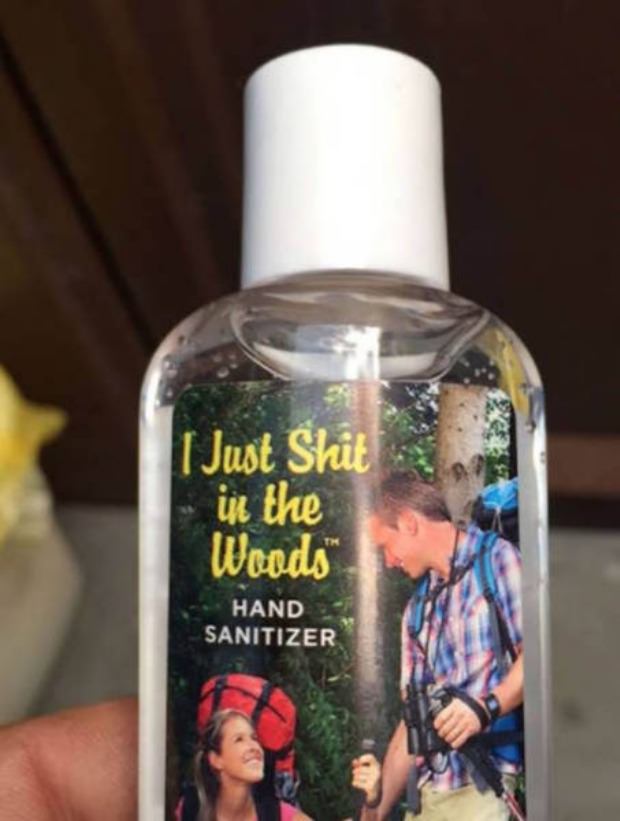 I Just Shit
in the
Woods™
HAND
SANITIZER